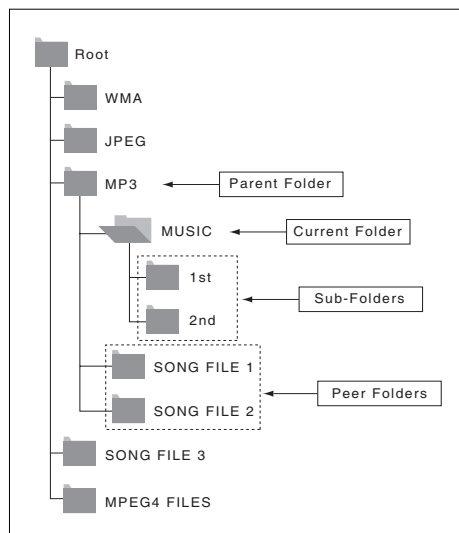 Root
WMA
JPEG
MP3
Parent Folder
MUSIC
Current Folder
1st
Sub-Folders
2nd
SONG FILE 1
Peer Folders
SONG FILE 2
SONG FILE 3
MPEG4 FILES